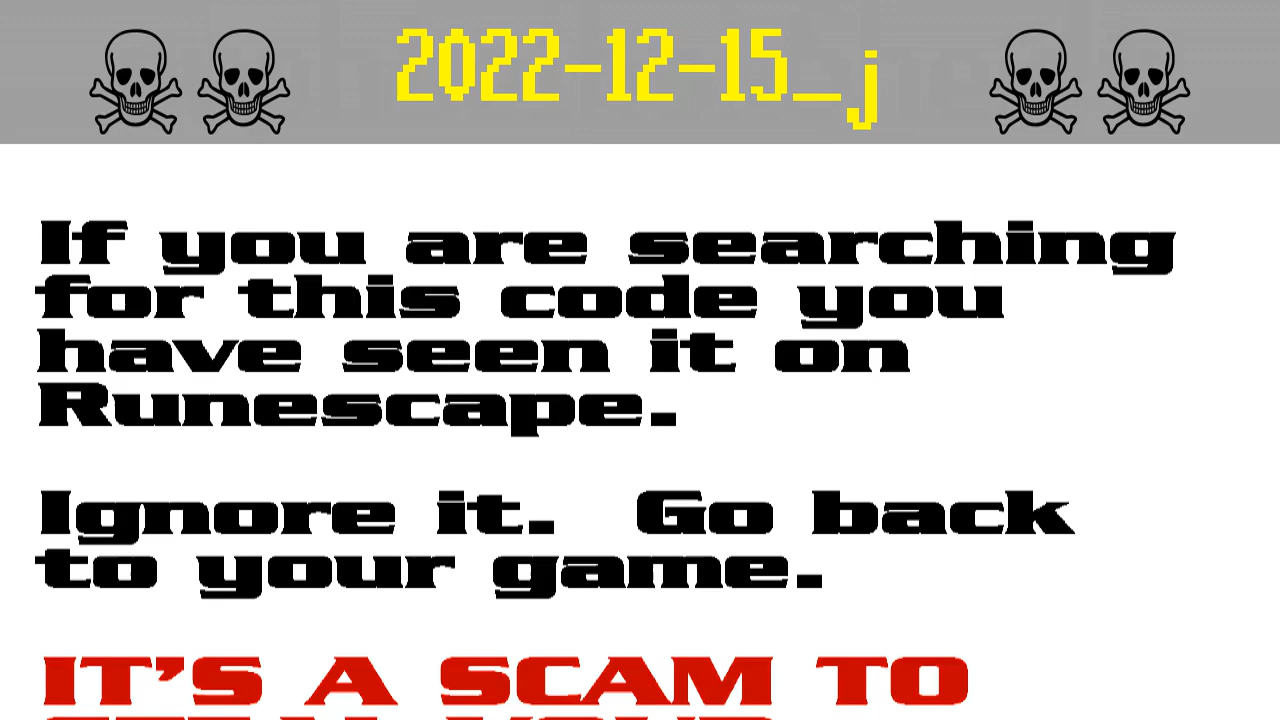 2022-12-15_j
If you are searching
for this code you
have seen it on
Runescape.
Ignore it.  Go back
to your game.
IT'S A SCAM TO